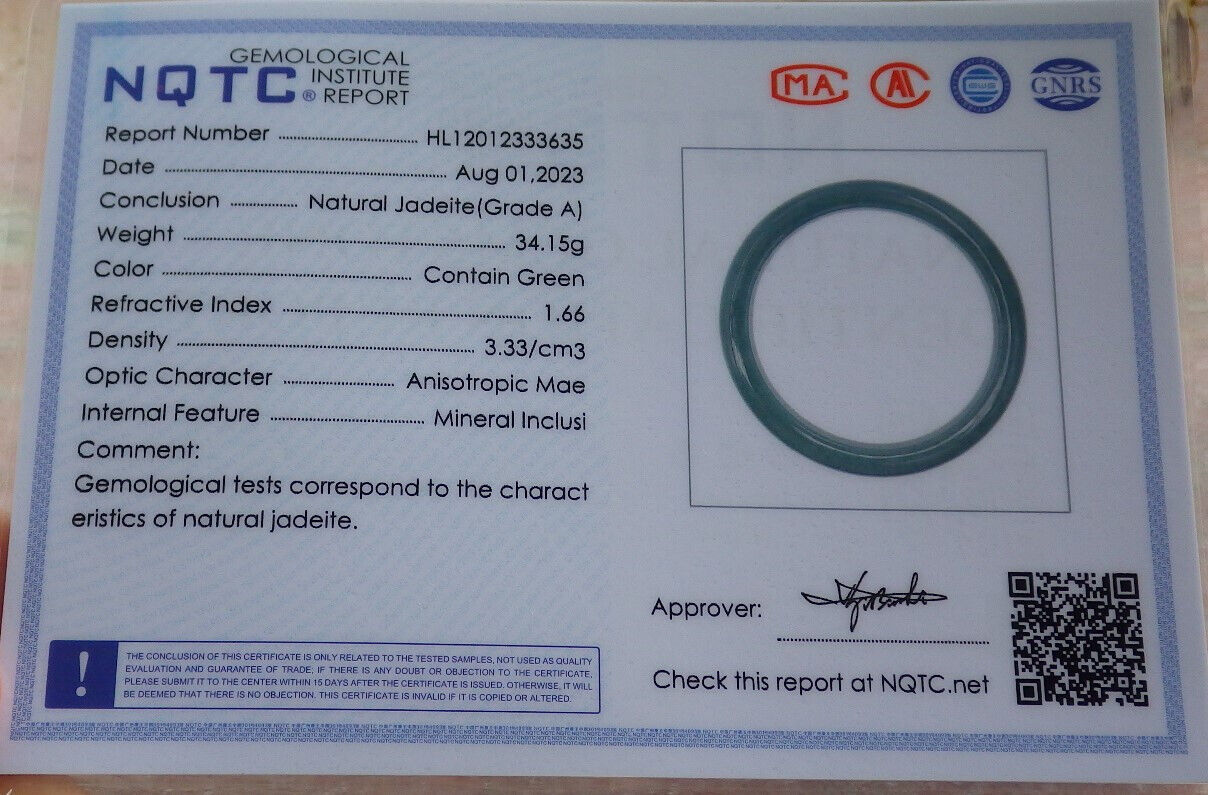 NQTC® GEMOLOGICAL INSTITUTE REPORT
CMA
CAL
GWS
GNRS
Report Number ........ HL12012333635
Date ........ Aug 01,2023
Conclusion ........ Natural Jadeite(Grade A)
Weight ........ 34.15g
Color ........ Contain Green
Refractive Index ........ 1.66
Density ........ 3.33/cm3
Optic Character ........ Anisotropic Mae
Internal Feature ........ Mineral Inclusi
Comment:
Gemological tests correspond to the charact
eristics of natural jadeite.
Approver:
Check this report at NQTC.net
!
THE CONCLUSION OF THIS CERTIFICATE IS ONLY RELATED TO THE TESTED SAMPLES, NOT USED AS QUALITY
EVALUATION AND GUARANTEE OF TRADE; IF THERE IS ANY DOUBT OR OBJECTION TO THE CERTIFICATE,
PLEASE SUBMIT IT TO THE CENTER WITHIN 15 DAYS AFTER THE CERTIFICATE IS ISSUED. OTHERWISE, IT WILL
BE DEEMED THAT THERE IS NO OBJECTION. THIS CERTIFICATE IS INVALID IF IT IS COPIED OR ALTERED.